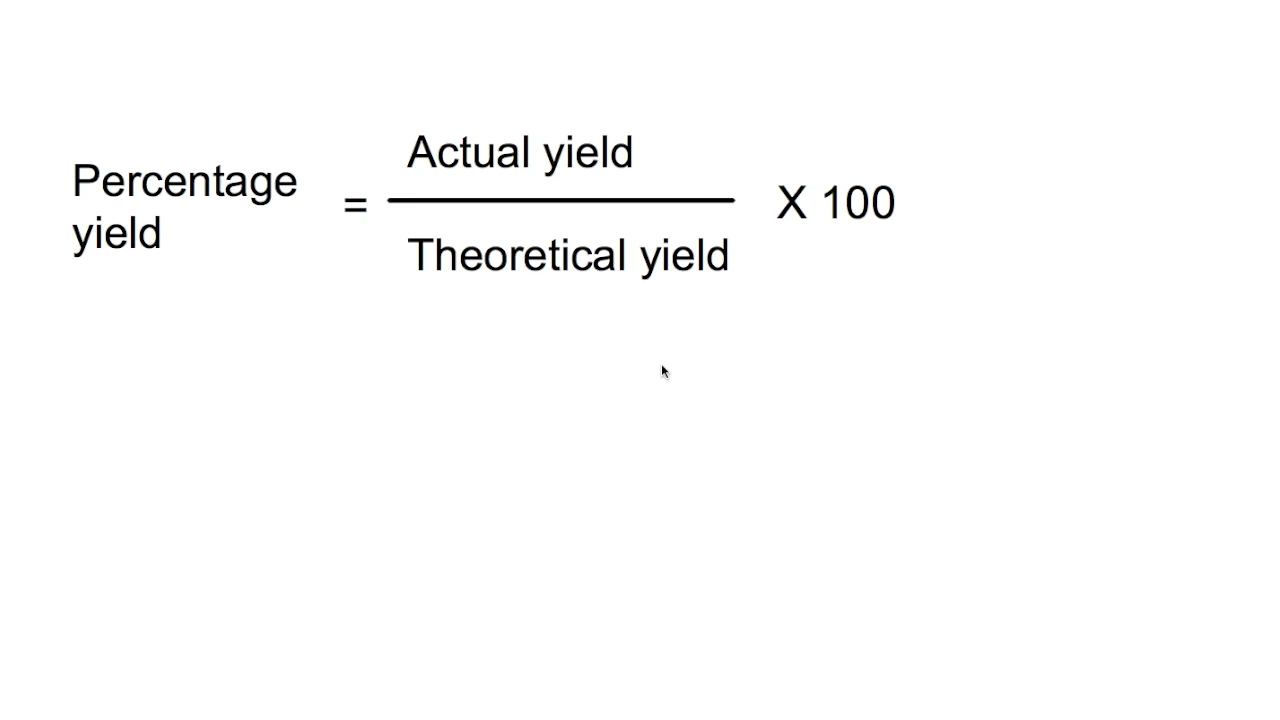 Percentage
yield
=
Actual yield
Theoretical yield
X 100